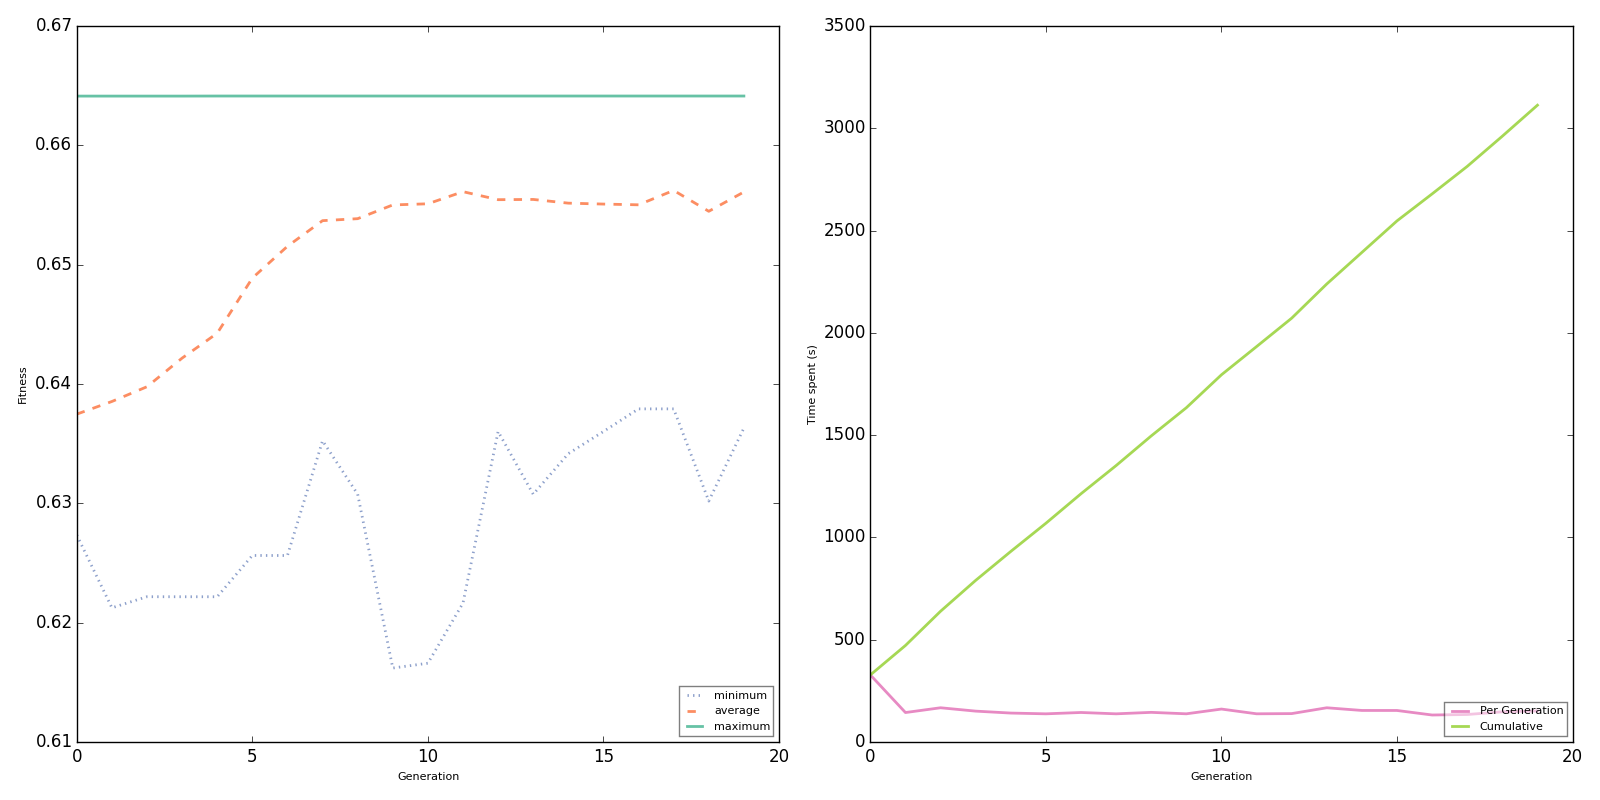 0.67
0.66
0.65
0.64
0.63
0.62
0.61
Fitness
0 5 10 15 20
Generation
minimum
average
maximum
3500
3000
2500
2000
1500
1000
500
0
Time spent (s)
0 5 10 15 20
Generation
Per Generation
Cumulative